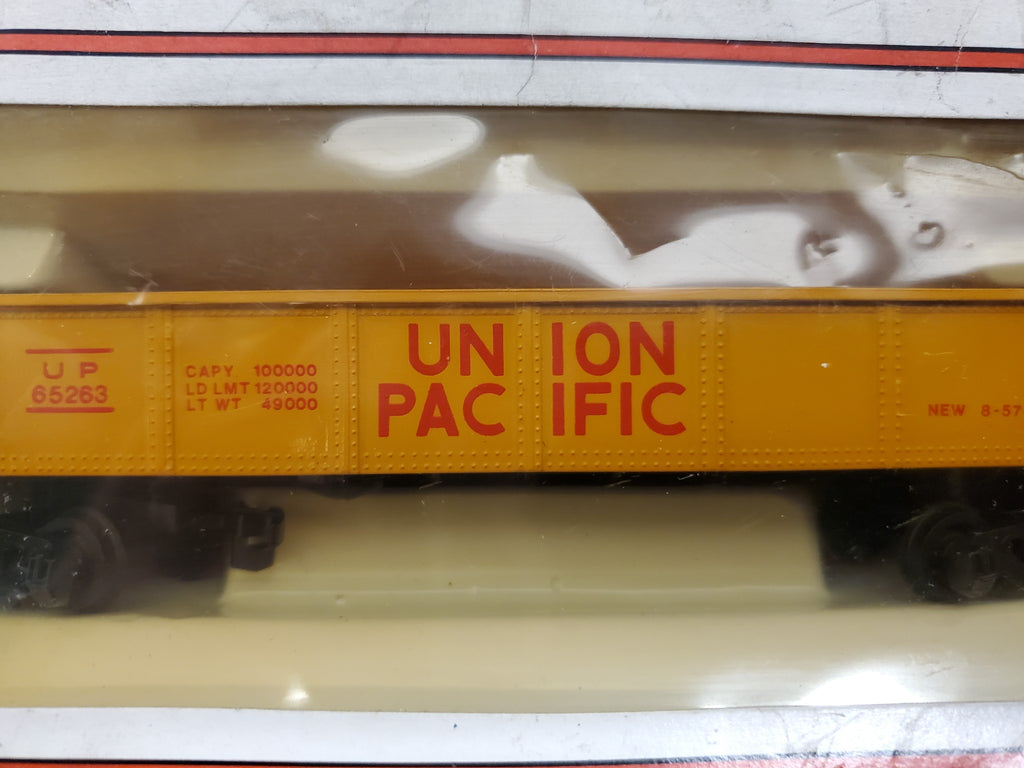 U P
65263
CAPY 100000
LD LMT 120000
LT WT 49000
UNION
PACIFIC
NEW 8-57